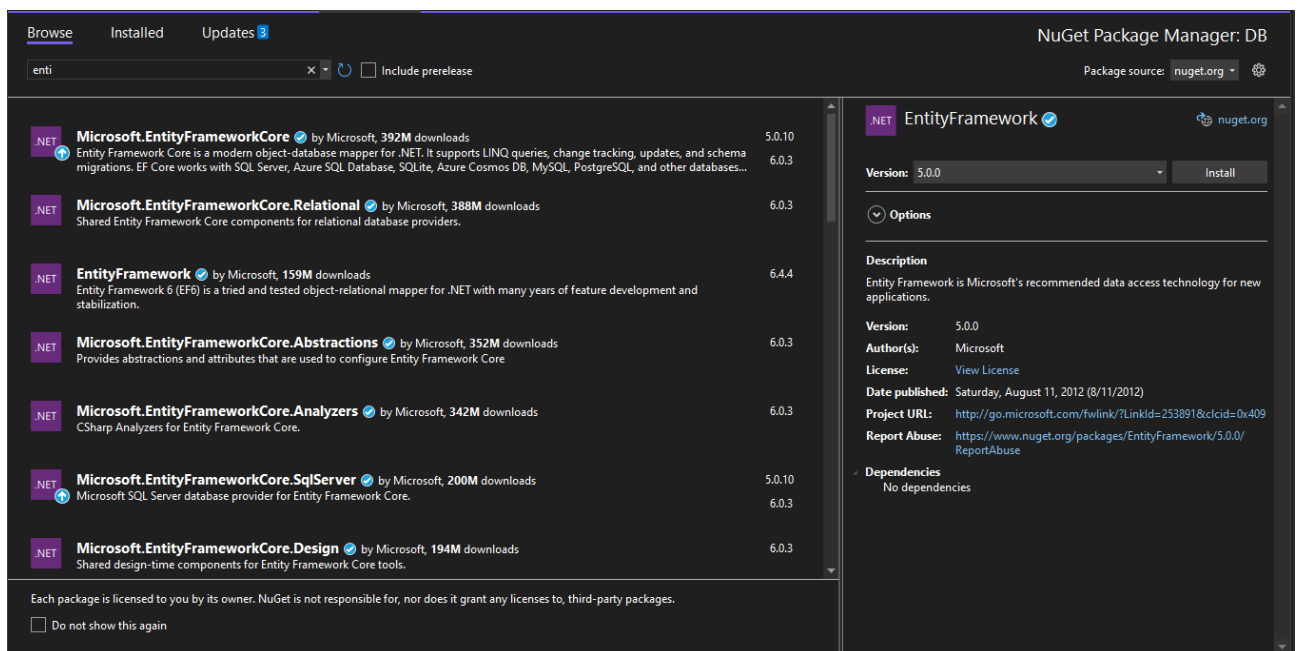 Browse Installed Updates 3
NuGet Package Manager: DB
enti
Include prerelease
Package source: nuget.org
.NET Microsoft.EntityFrameworkCore by Microsoft, 392M downloads 5.0.10
Entity Framework Core is a modern object-database mapper for .NET. It supports LINQ queries, change tracking, updates, and schema
migrations. EF Core works with SQL Server, Azure SQL Database, SQLite, Azure Cosmos DB, MySQL, PostgreSQL, and other databases... 6.0.3
.NET Microsoft.EntityFrameworkCore.Relational by Microsoft, 388M downloads 6.0.3
Shared Entity Framework Core components for relational database providers.
.NET EntityFramework by Microsoft, 159M downloads 6.4.4
Entity Framework 6 (EF6) is a tried and tested object-relational mapper for .NET with many years of feature development and
stabilization.
.NET Microsoft.EntityFrameworkCore.Abstractions by Microsoft, 352M downloads 6.0.3
Provides abstractions and attributes that are used to configure Entity Framework Core
.NET Microsoft.EntityFrameworkCore.Analyzers by Microsoft, 342M downloads 6.0.3
CSharp Analyzers for Entity Framework Core.
.NET Microsoft.EntityFrameworkCore.SqlServer by Microsoft, 200M downloads 5.0.10
Microsoft SQL Server database provider for Entity Framework Core.
6.0.3
.NET Microsoft.EntityFrameworkCore.Design by Microsoft, 194M downloads 6.0.3
Shared design-time components for Entity Framework Core tools.
Each package is licensed to you by its owner. NuGet is not responsible for, nor does it grant any licenses to, third-party packages.
Do not show this again
.NET EntityFramework nuget.org
Version: 5.0.0 Install
Options
Description
Entity Framework is Microsoft's recommended data access technology for new
applications.
Version: 5.0.0
Author(s): Microsoft
License: View License
Date published: Saturday, August 11, 2012 (8/11/2012)
Project URL: http://go.microsoft.com/fwlink/?LinkId=253891&clcid=0x409
Report Abuse: https://www.nuget.org/packages/EntityFramework/5.0.0/
ReportAbuse
Dependencies
No dependencies